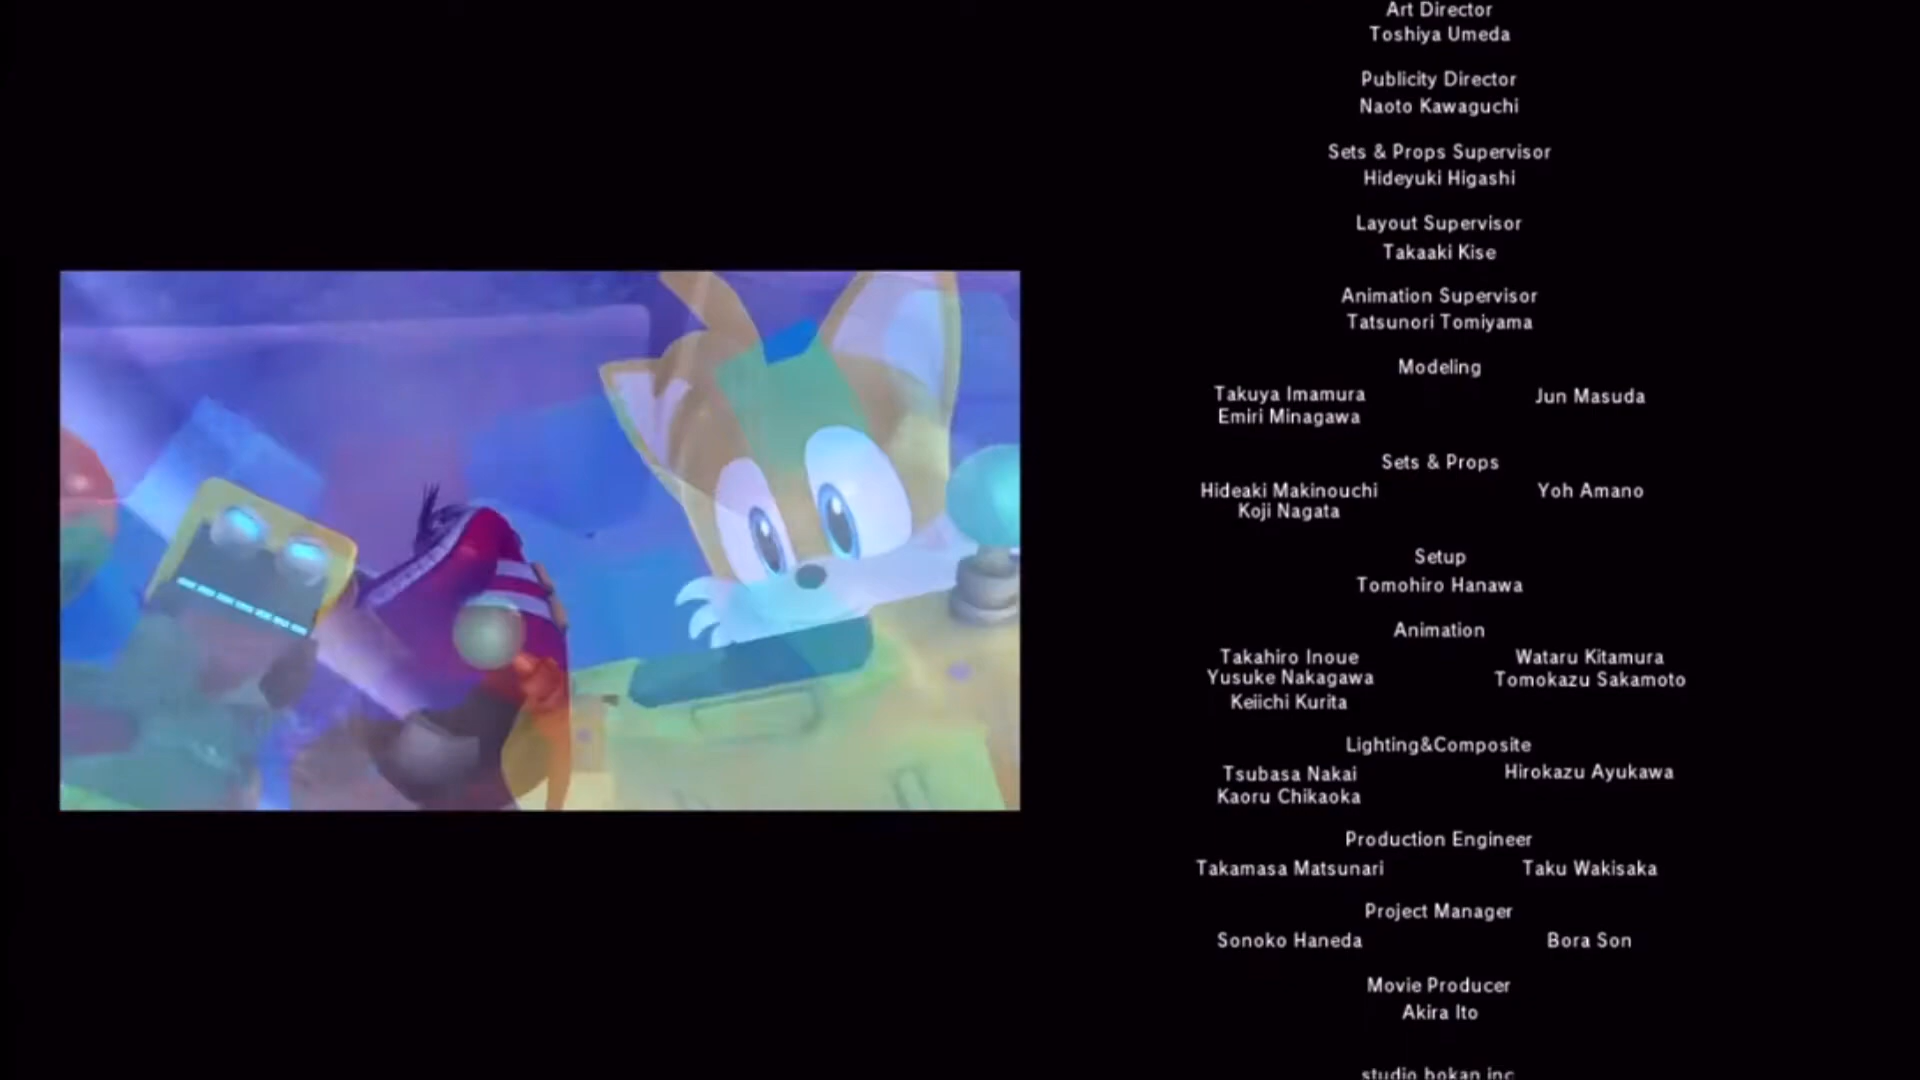 Art Director
Toshiya Umeda
Publicity Director
Naoto Kawaguchi
Sets & Props Supervisor
Hideyuki Higashi
Layout Supervisor
Takaaki Kise
Animation Supervisor
Tatsunori Tomiyama
Modeling
Takuya Imamura Jun Masuda
Emiri Minagawa
Sets & Props
Hideaki Makinouchi Yoh Amano
Koji Nagata
Setup
Tomohiro Hanawa
Animation
Takahiro Inoue Wataru Kitamura
Yusuke Nakagawa Tomokazu Sakamoto
Keiichi Kurita
Lighting&Composite
Tsubasa Nakai Hirokazu Ayukawa
Kaoru Chikaoka
Production Engineer
Takamasa Matsunari Taku Wakisaka
Project Manager
Sonoko Haneda Bora Son
Movie Producer
Akira Ito
studio bokan inc